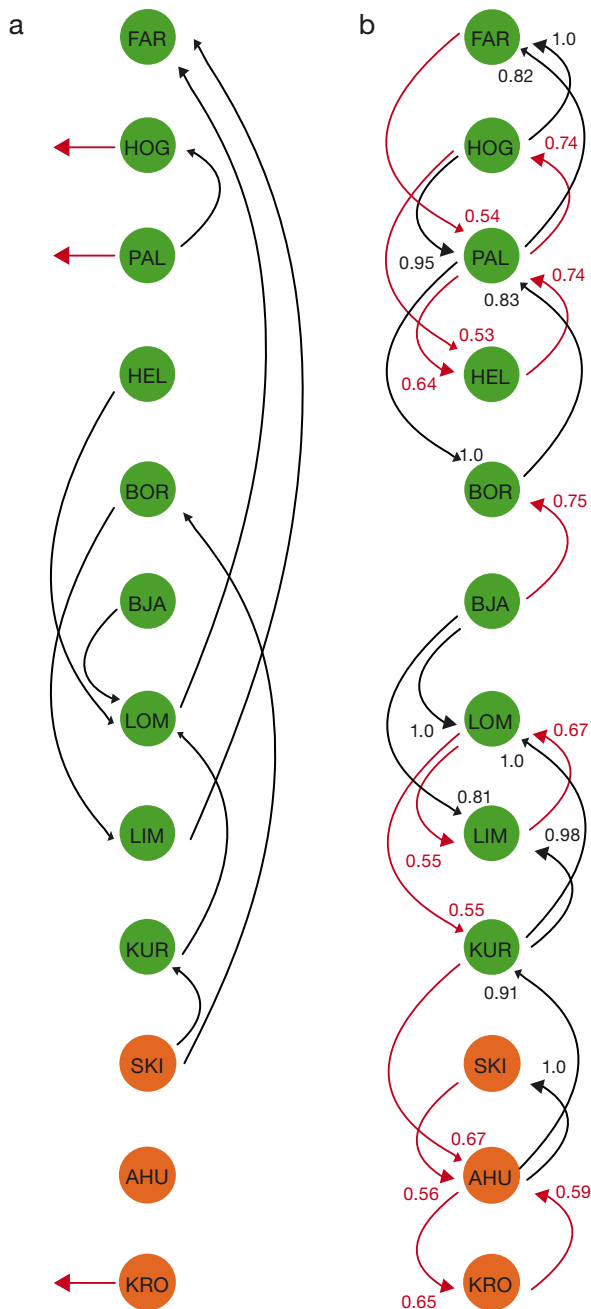 a
FAR
HOG
PAL
HEL
BOR
BJA
LOM
LIM
KUR
SKI
AHU
KRO
b
FAR
1.0
0.82
HOG
0.74
0.54
PAL
0.95
0.74
0.83
0.53
HEL
0.64
1.0
BOR
0.75
BJA
LOM
0.67
1.0
1.0
0.81
LIM
0.98
0.55
0.55
KUR
0.91
SKI
1.0
0.67
AHU
0.56
0.59
KRO
0.65